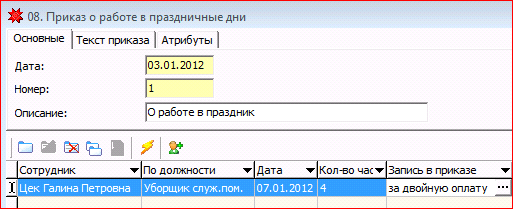 08. Приказ о работе в праздничные дни
Основные Текст приказа Атрибуты
Дата: 03.01.2012
Номер: 1
Описание: О работе в праздник
Сотрудник По должности Дата Кол-во час Запись в приказе
Цек Галина Петровна Уборщик служ.пом. 07.01.2012 4 за двойную оплату ...